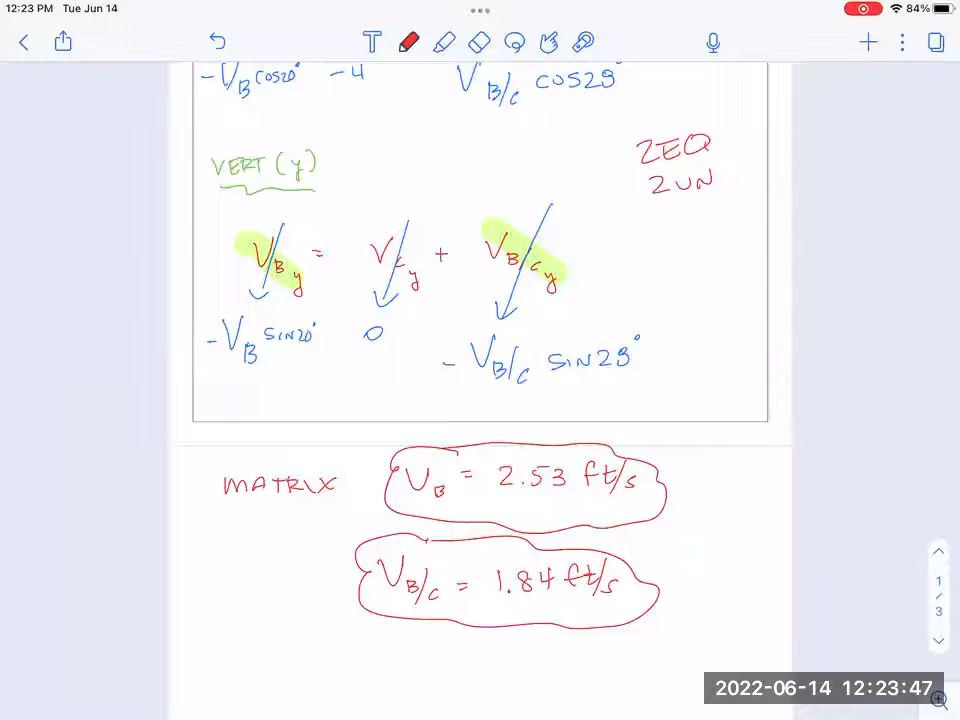 12:23 PM Tue Jun 14
84%
T
-V_B cos20° -4 V_B/C cos29°
VERT (y)
2EQ
2UN
V_By = V_Cy + V_B/Cy
-V_B sin20° 0 -V_B/C sin29°
MATRIX V_B = 2.53 ft/s
V_B/C = 1.84 ft/s
1
/
3
2022-06-14 12:23:47